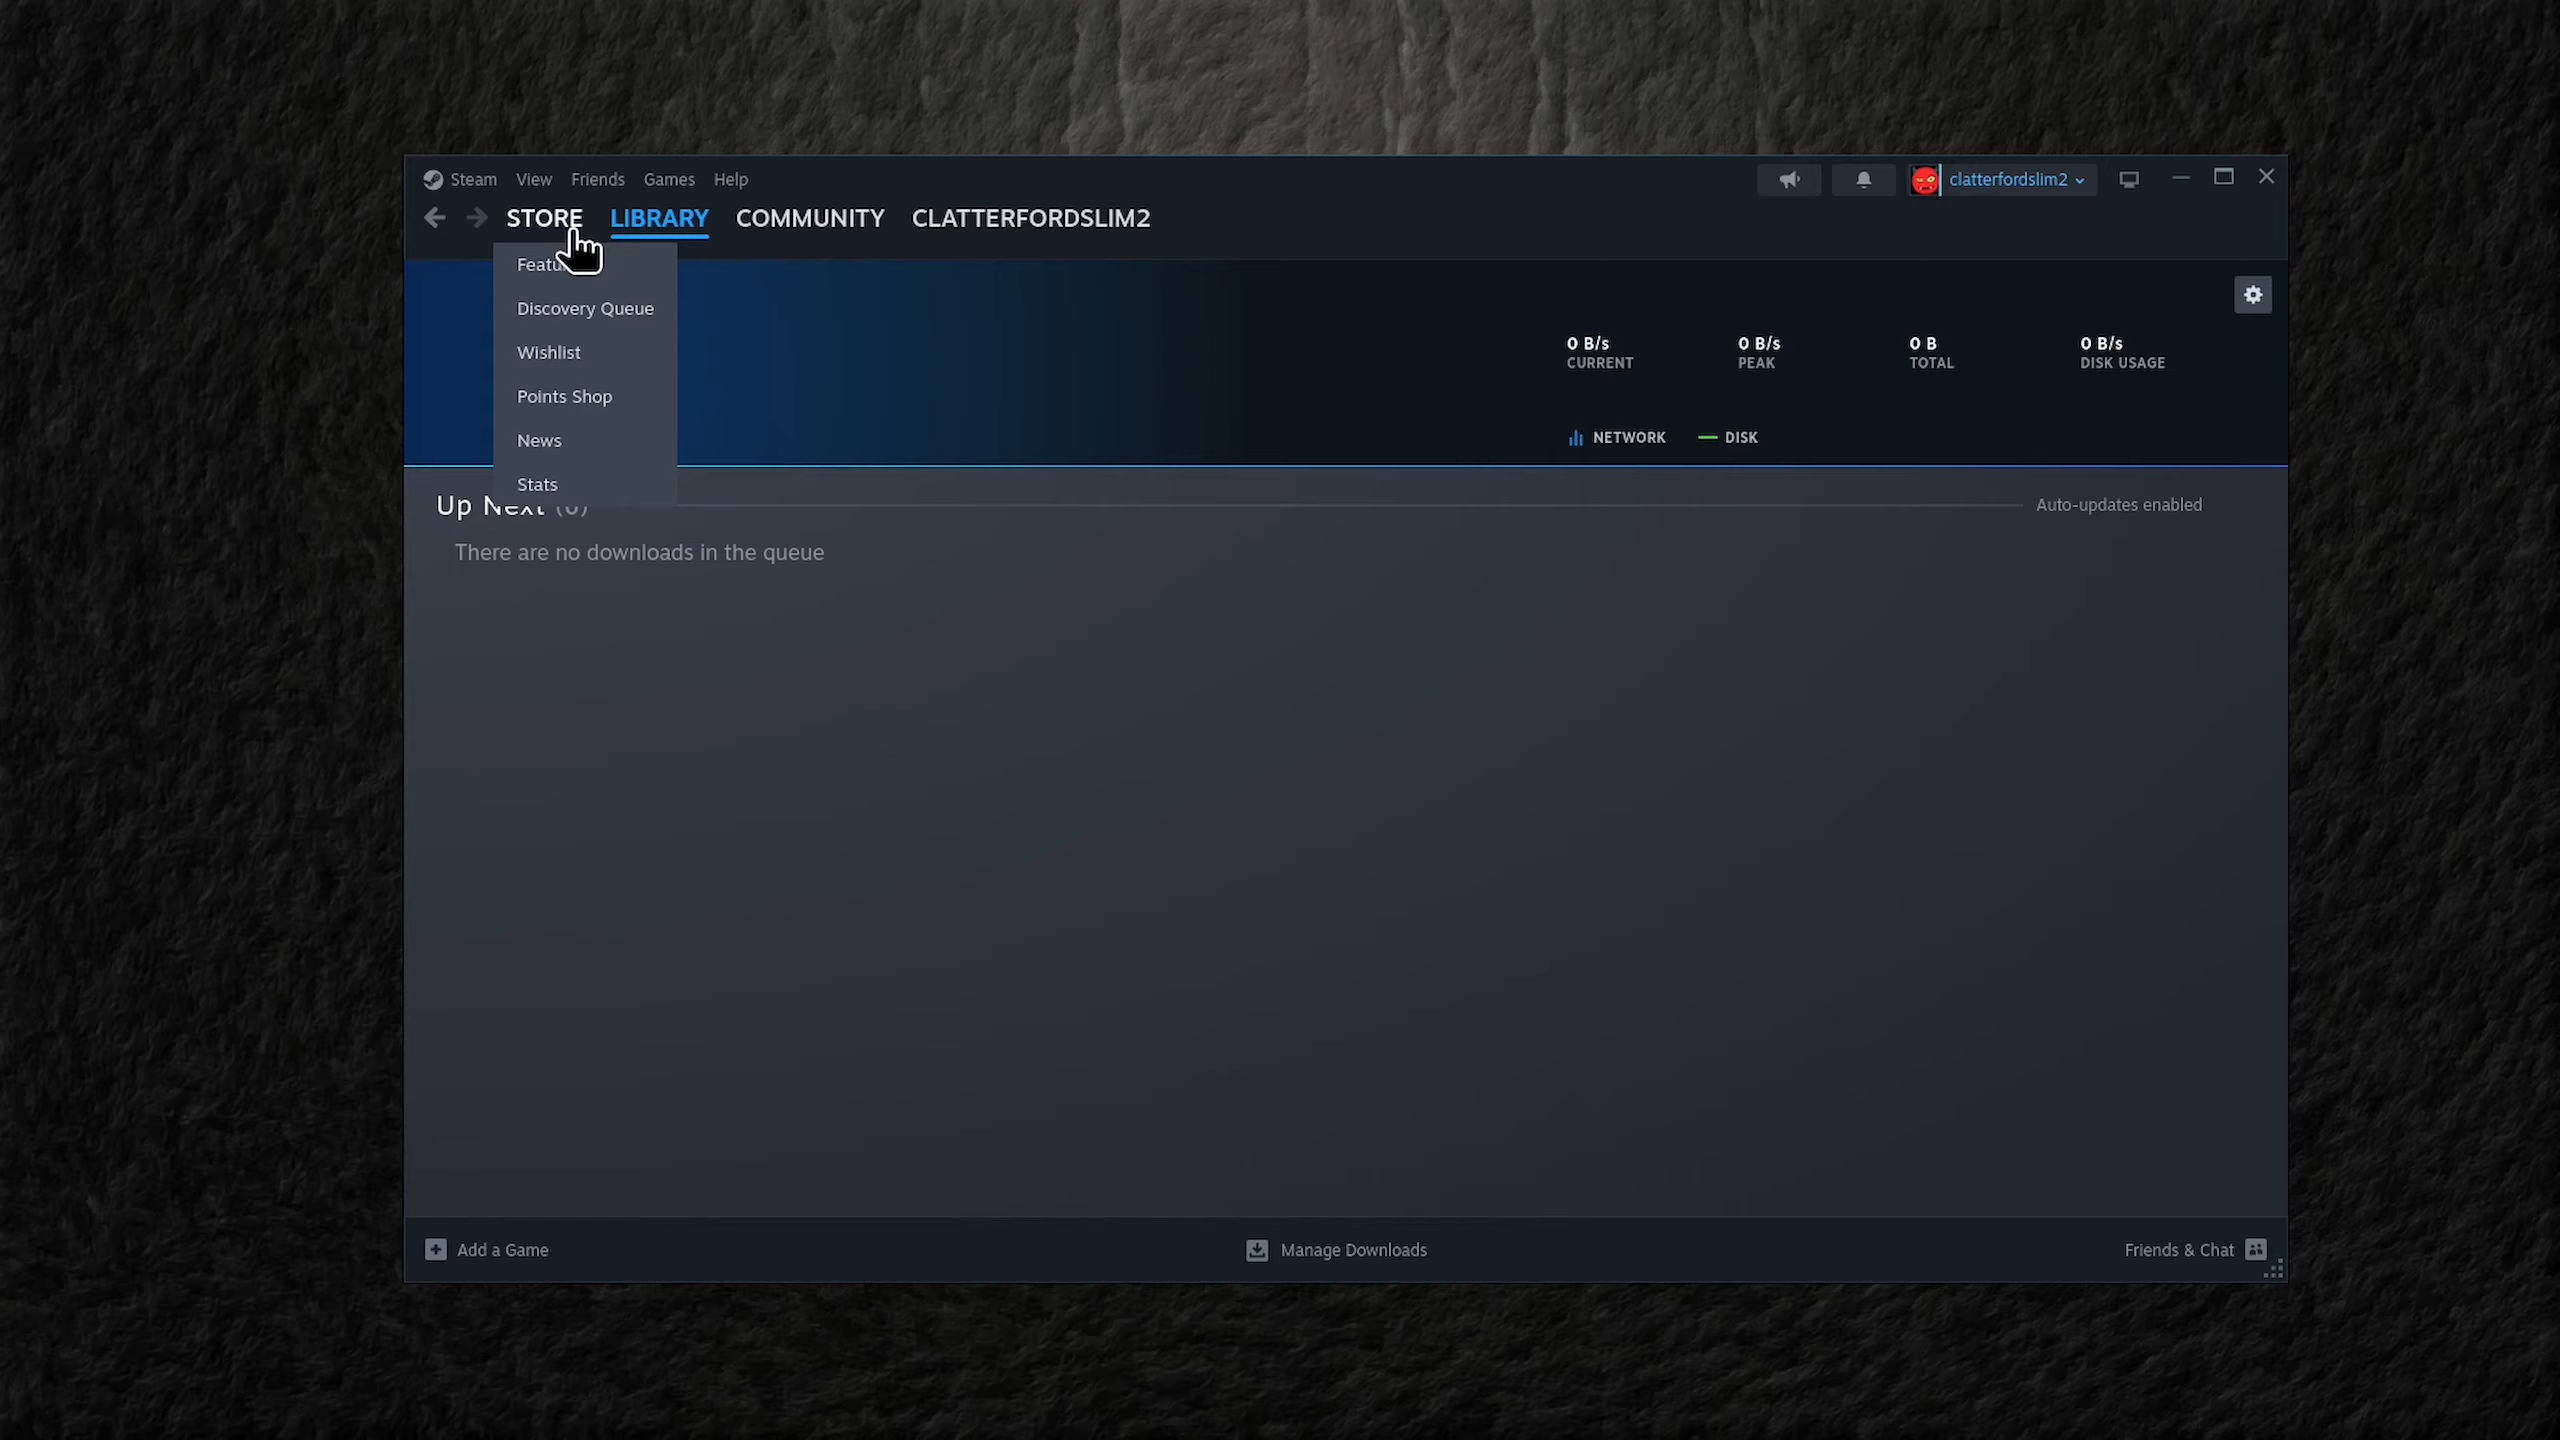 Steam View Friends Games Help
clatterfordslim2
STORE LIBRARY COMMUNITY CLATTERFORDSLIM2
Discovery Queue
Wishlist
Points Shop
News
Stats
0 B/s 0 B/s 0 B 0 B/s
CURRENT PEAK TOTAL DISK USAGE
NETWORK DISK
Up Next
Auto-updates enabled
There are no downloads in the queue
Add a Game
Manage Downloads
Friends & Chat